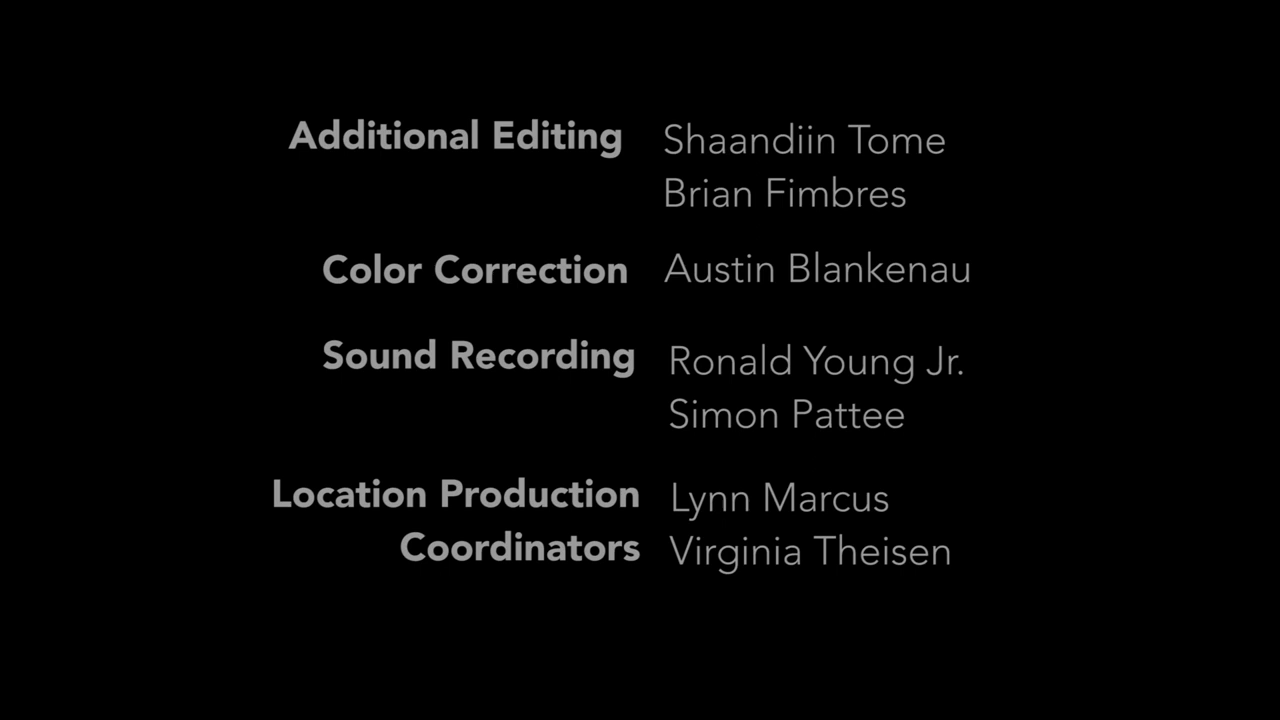 Additional Editing Shaandiin Tome
Brian Fimbres
Color Correction Austin Blankenau
Sound Recording Ronald Young Jr.
Simon Pattee
Location Production Lynn Marcus
Coordinators Virginia Theisen